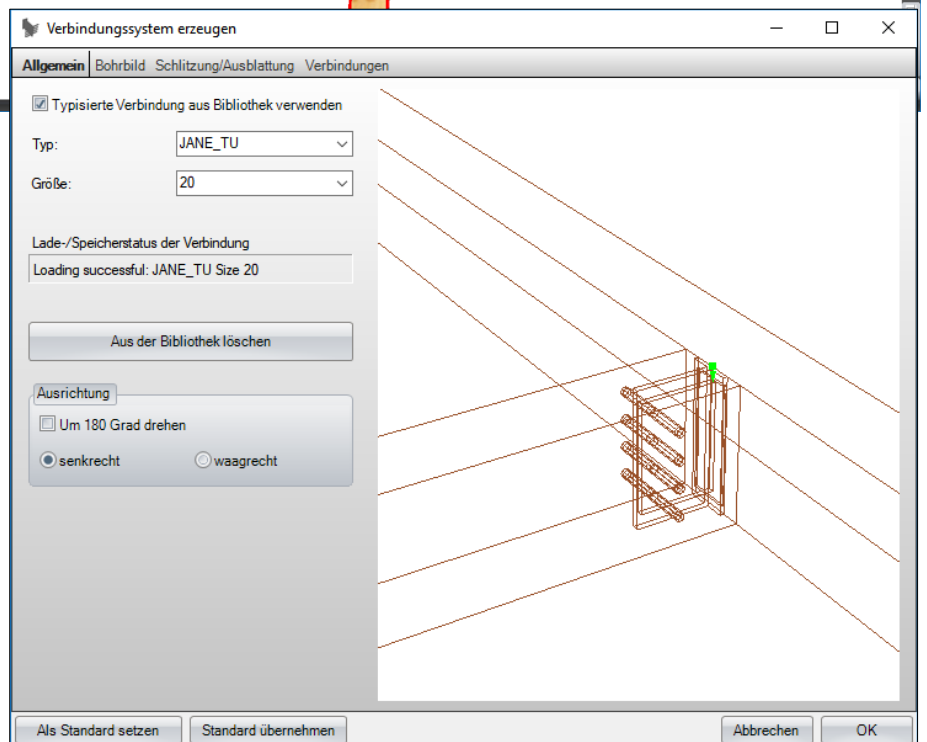 Verbindungssystem erzeugen
Allgemein Bohrbild Schlitzung/Ausblattung Verbindungen
Typisierte Verbindung aus Bibliothek verwenden
Typ: JANE_TU
Größe: 20
Lade-/Speicherstatus der Verbindung
Loading successful: JANE_TU Size 20
Aus der Bibliothek löschen
Ausrichtung
Um 180 Grad drehen
senkrecht waagrecht
Als Standard setzen Standard übernehmen Abbrechen OK